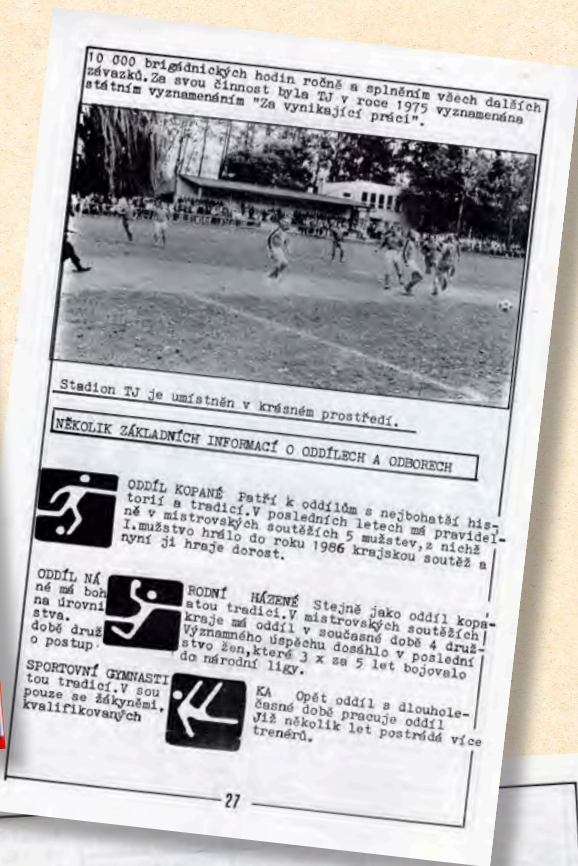 10 000 brigádnických hodin ročně a splněním všech dalších
závazků.Za svou činnost byla TJ v roce 1975 vyznamenána
státním vyznamenáním "Za vynikající práci".
Stadion TJ je umístněn v krásném prostředí.
NĚKOLIK ZÁKLADNÍCH INFORMACÍ O ODDÍLECH A ODBORECH
ODDÍL KOPANÉ Patří k oddílům s nejbohatší his-
torií a tradicí.V posledních letech má pravidel-
ně v mistrovských soutěžích 5 mužstev,z nichž
I.mužstvo hrálo do roku 1986 krajskou soutěž a
nyní ji hraje dorost.
ODDÍL NÁ RODNÍ HÁZENÉ Stejně jako oddíl kopa-
né má boh atou tradici.V mistrovských soutěžích
na úrovni kraje má oddíl v současné době 4 druž-
stva. Významného úspěchu dosáhlo v poslední
době druž stvo žen,které 3 x za 5 let bojovalo
o postup do národní ligy.
SPORTOVNÍ GYMNASTI KA Opět oddíl s dlouhole-
tou tradicí.V sou časné době pracuje oddíl
pouze se žákyněmi. Již několik let postrádá více
kvalifikovaných trenérů.
27